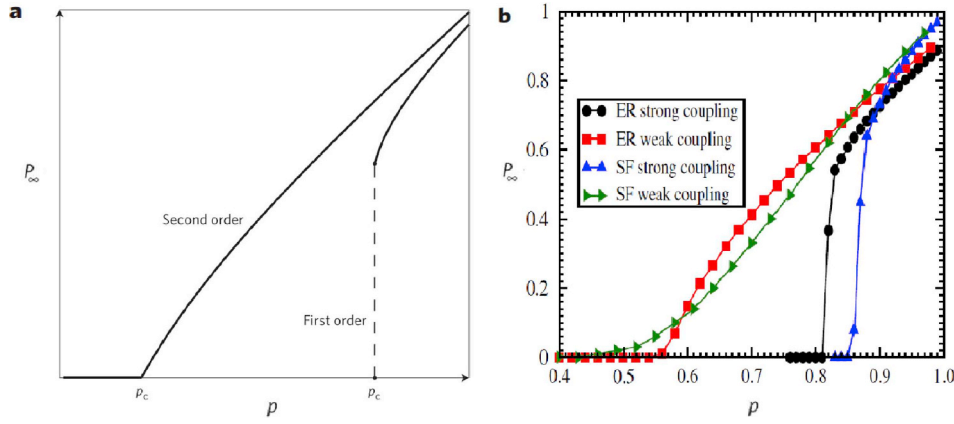 a
P∞
Second order
First order
pc
pc
p
b
P∞
1
0.8
0.6
0.4
0.2
0
ER strong coupling
ER weak coupling
SF strong coupling
SF weak coupling
0.4
0.5
0.6
0.7
0.8
0.9
1.0
p